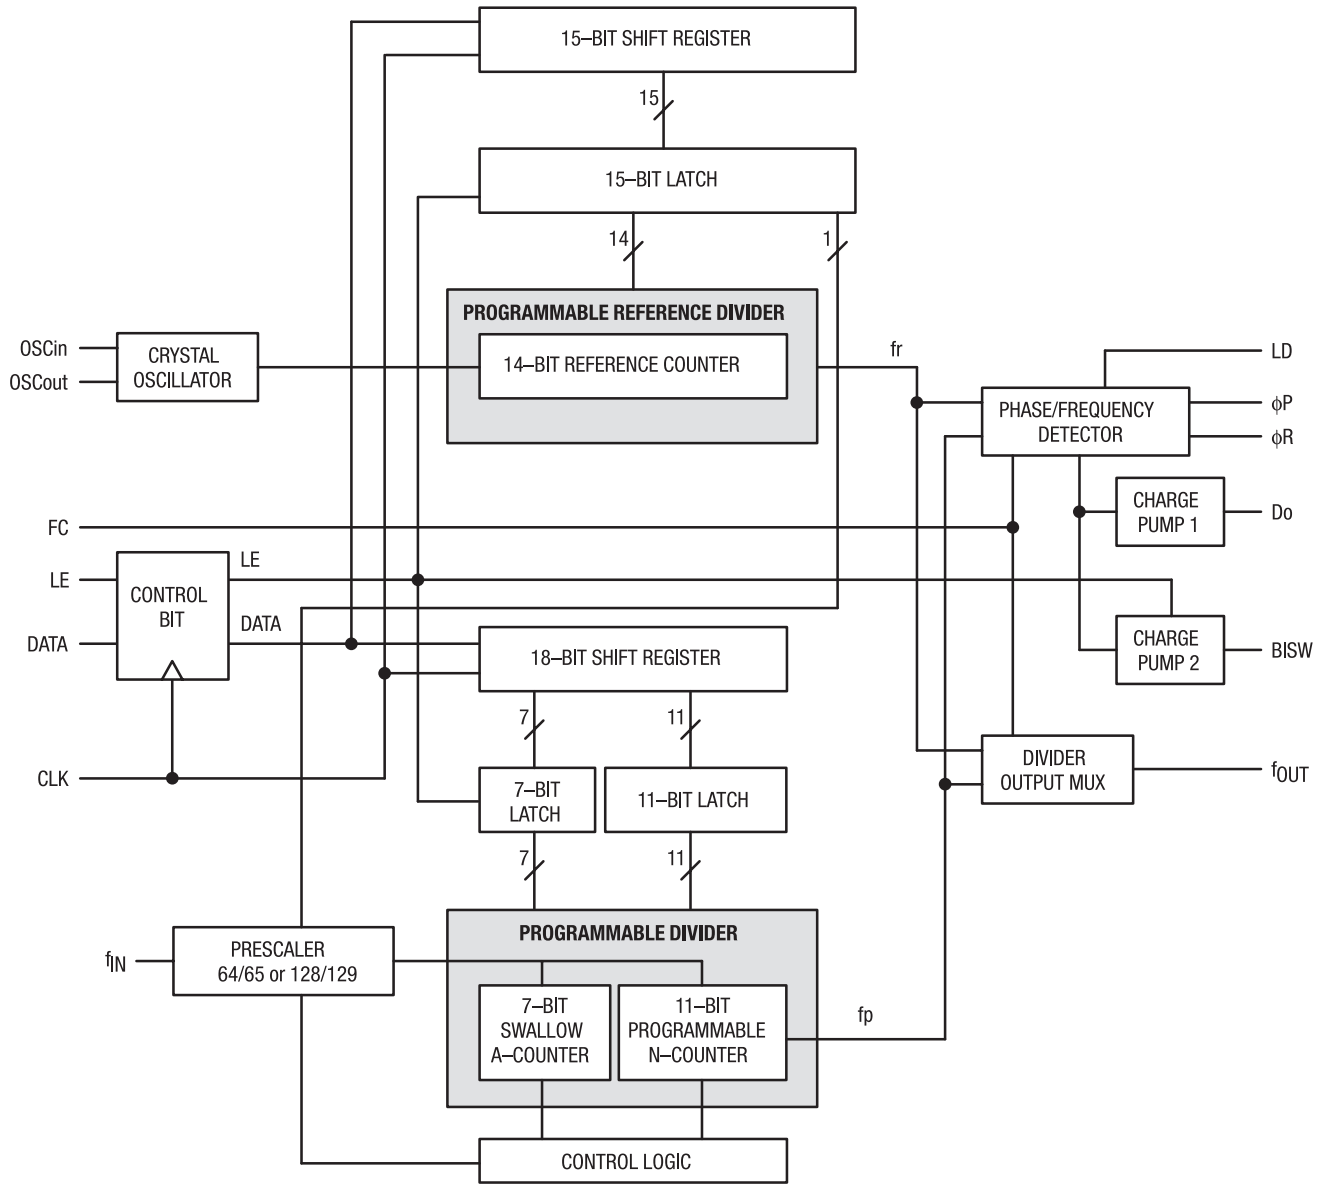 15–BIT SHIFT REGISTER
15
15–BIT LATCH
14
1
PROGRAMMABLE REFERENCE DIVIDER
14–BIT REFERENCE COUNTER
OSCin
OSCout
CRYSTAL
OSCILLATOR
fr
LD
PHASE/FREQUENCY
DETECTOR
ϕP
ϕR
CHARGE
PUMP 1
Do
FC
LE
DATA
CONTROL
BIT
LE
DATA
CHARGE
PUMP 2
BISW
18–BIT SHIFT REGISTER
7
11
CLK
7–BIT
LATCH
11–BIT LATCH
DIVIDER
OUTPUT MUX
fOUT
7
11
PROGRAMMABLE DIVIDER
fIN
PRESCALER
64/65 or 128/129
7–BIT
SWALLOW
A–COUNTER
11–BIT
PROGRAMMABLE
N–COUNTER
fp
CONTROL LOGIC